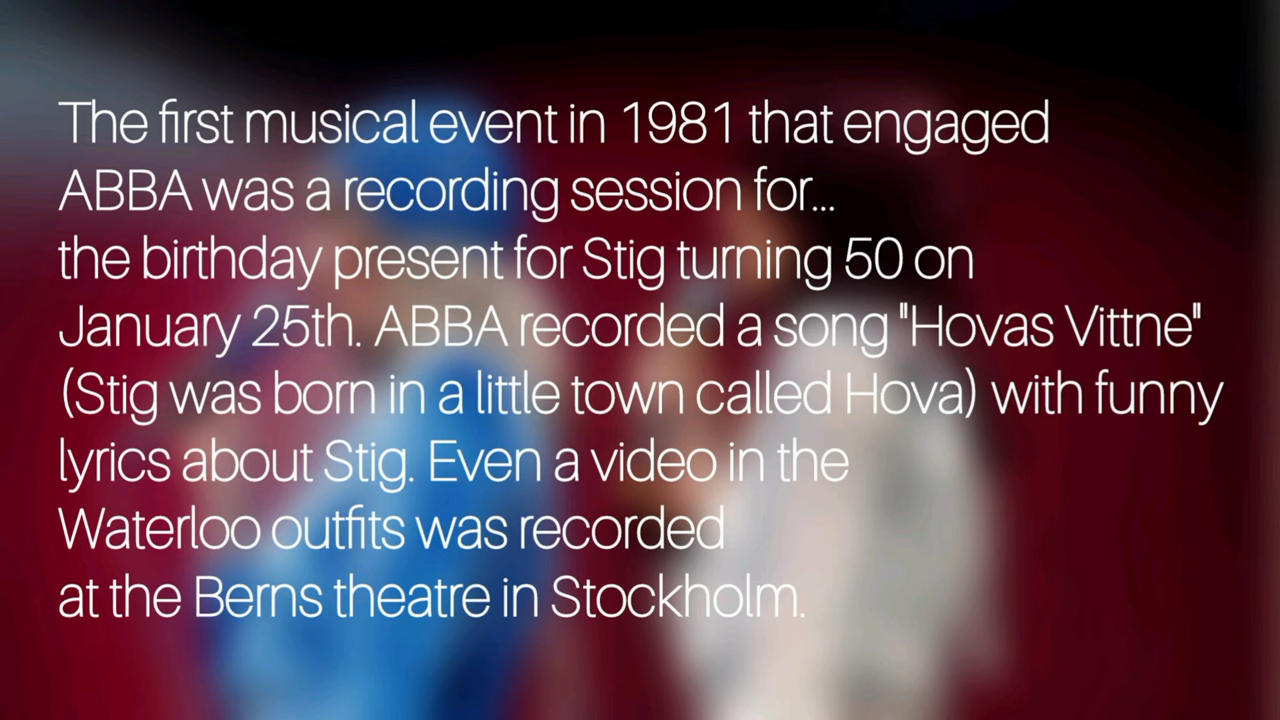 The first musical event in 1981 that engaged
ABBA was a recording session for...
the birthday present for Stig turning 50 on
January 25th. ABBA recorded a song "Hovas Vittne"
(Stig was born in a little town called Hova) with funny
lyrics about Stig. Even a video in the
Waterloo outfits was recorded
at the Berns theatre in Stockholm.